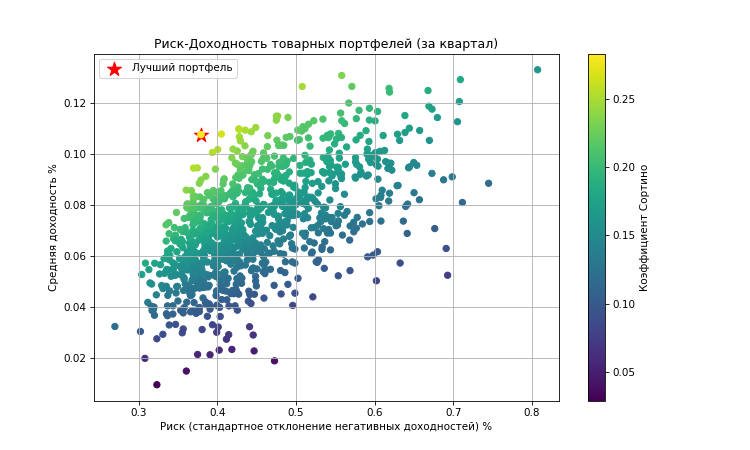 Риск-Доходность товарных портфелей (за квартал)
Лучший портфель
Средняя доходность %
0.12
0.10
0.08
0.06
0.04
0.02
0.3 0.4 0.5 0.6 0.7 0.8
Риск (стандартное отклонение негативных доходностей) %
0.25
0.20
0.15
0.10
0.05
Коэффициент Сортино